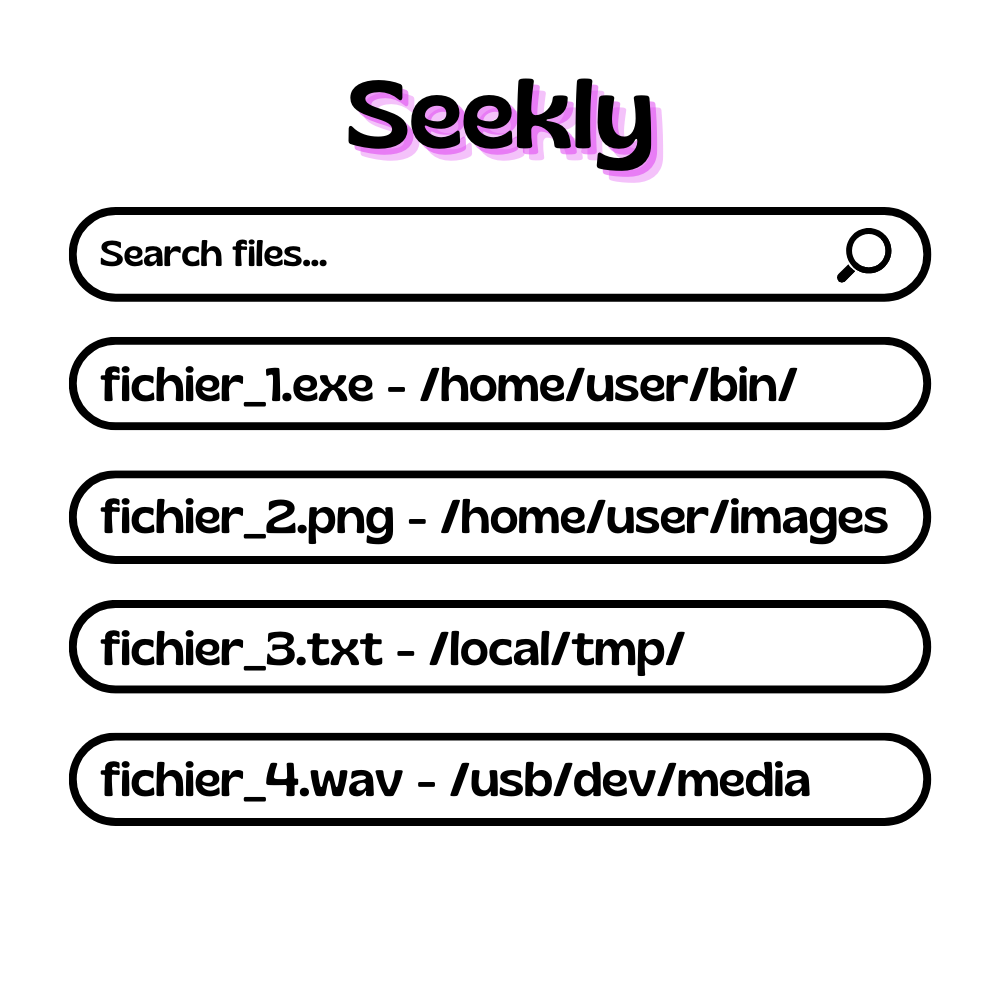 Seekly
Search files...
fichier_1.exe - /home/user/bin/
fichier_2.png - /home/user/images
fichier_3.txt - /local/tmp/
fichier_4.wav - /usb/dev/media